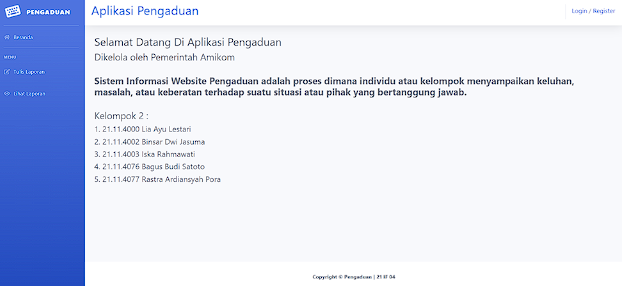 PENGADUAN
Aplikasi Pengaduan
Login / Register
Beranda
MENU
Tulis Laporan
Lihat Laporan
Selamat Datang Di Aplikasi Pengaduan
Dikelola oleh Pemerintah Amikom
Sistem Informasi Website Pengaduan adalah proses dimana individu atau kelompok menyampaikan keluhan,
masalah, atau keberatan terhadap suatu situasi atau pihak yang bertanggung jawab.
Kelompok 2 :
1. 21.11.4000 Lia Ayu Lestari
2. 21.11.4002 Binsar Dwi Jasuma
3. 21.11.4003 Iska Rahmawati
4. 21.11.4076 Bagus Budi Satoto
5. 21.11.4077 Rastra Ardiansyah Pora
Copyright © Pengaduan | 21 IF 04